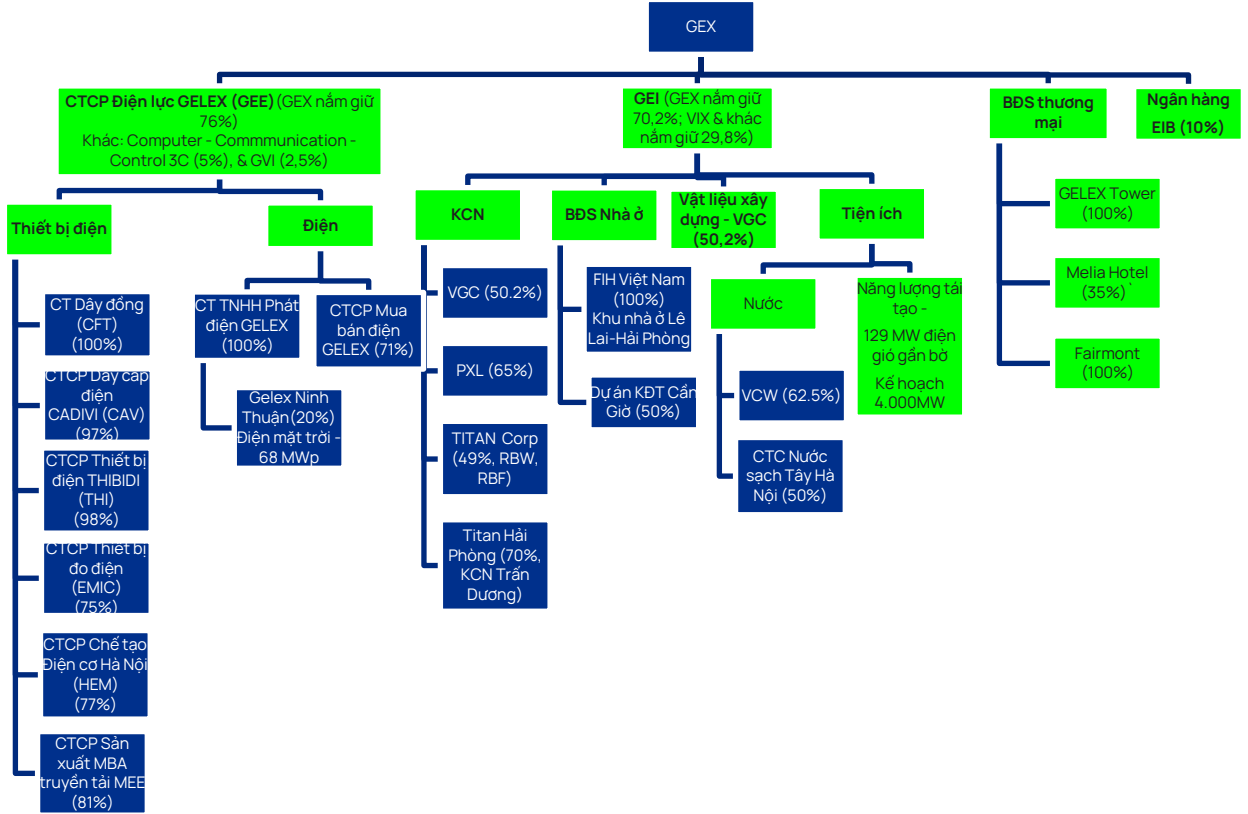 GEX
CTCP Điện lực GELEX (GEE) (GEX nắm giữ
76%)
Khác: Computer - Commmunication -
Control 3C (5%), & GVI (2,5%)
GEI (GEX nắm giữ
70,2%; VIX & khác
nắm giữ 29,8%)
BĐS thương
mại
Ngân hàng
EIB (10%)
Thiết bị điện
Điện
KCN
BĐS Nhà ở
Vật liệu xây
dựng - VGC
(50,2%)
Tiện ích
CT Dây đồng
(CFT)
(100%)
CTCP Dây cáp
điện
CADIVI (CAV)
(97%)
CTCP Thiết bị
điện THIBIDI
(THI)
(98%)
CTCP Thiết bị
đo điện
(EMIC)
(75%)
CTCP Chế tạo
Điện cơ Hà Nội
(HEM)
(77%)
CTCP Sản
xuất MBA
truyền tải MEE
(81%)
CT TNHH Phát
điện GELEX
(100%)
CTCP Mua
bán điện
GELEX (71%)
Gelex Ninh
Thuận (20%)
Điện mặt trời -
68 MWp
VGC (50.2%)
PXL (65%)
TITAN Corp
(49%, RBW,
RBF)
Titan Hải
Phòng (70%,
KCN Trấn
Dương)
FIH Việt Nam
(100%)
Khu nhà ở Lê
Lai-Hải Phòng
Dự án KĐT Cần
Giờ (50%)
Nước
Năng lượng tái
tạo -
129 MW điện
gió gần bờ
Kế hoạch
4.000MW
VCW (62.5%)
CTC Nước
sạch Tây Hà
Nội (50%)
GELEX Tower
(100%)
Melia Hotel
(35%)
Fairmont
(100%)